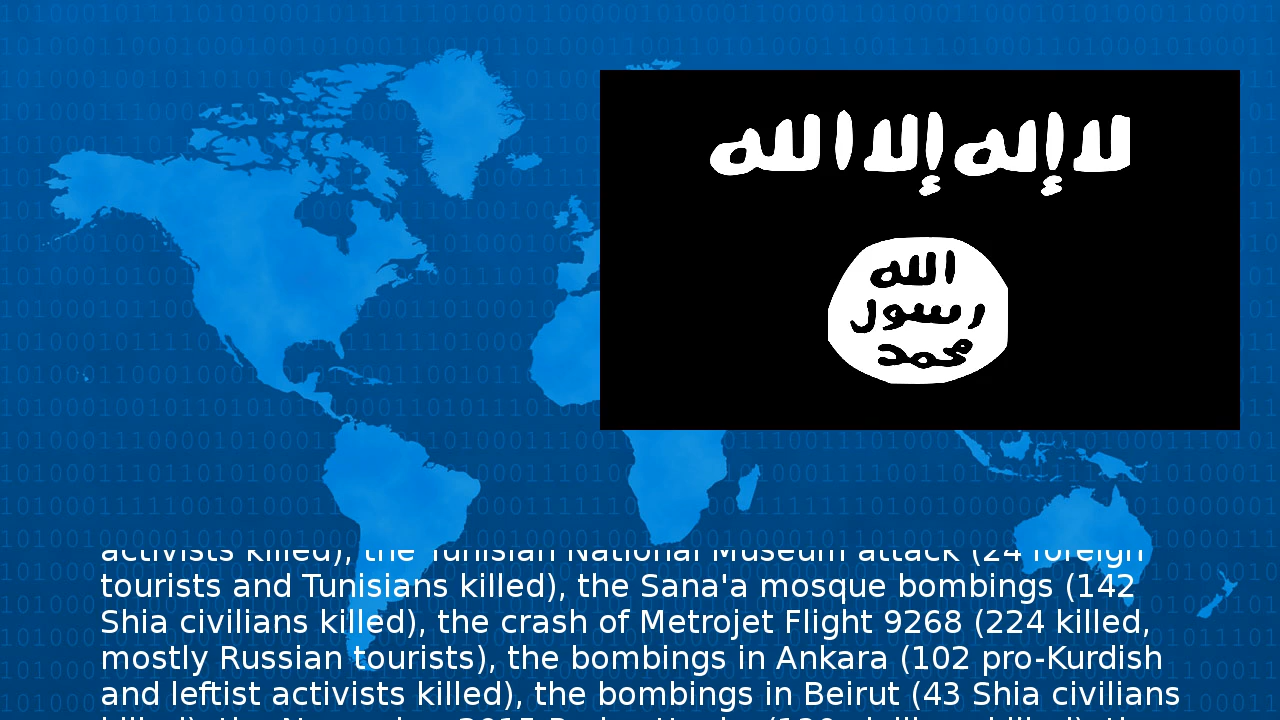 لا إله إلا الله
الله
رسول
محمد
activists killed), the Tunisian National Museum attack (24 foreign
tourists and Tunisians killed), the Sana'a mosque bombings (142
Shia civilians killed), the crash of Metrojet Flight 9268 (224 killed,
mostly Russian tourists), the bombings in Ankara (102 pro-Kurdish
and leftist activists killed), the bombings in Beirut (43 Shia civilians